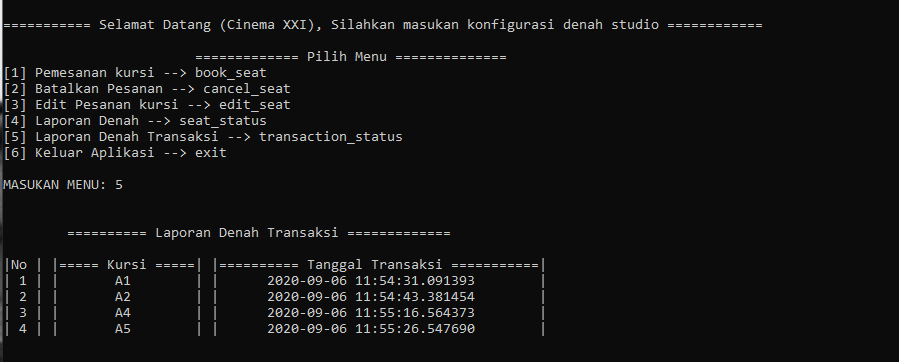 =========== Selamat Datang (Cinema XXI), Silahkan masukan konfigurasi denah studio ============
============= Pilih Menu ==============
[1] Pemesanan kursi --> book_seat
[2] Batalkan Pesanan --> cancel_seat
[3] Edit Pesanan kursi --> edit_seat
[4] Laporan Denah --> seat_status
[5] Laporan Denah Transaksi --> transaction_status
[6] Keluar Aplikasi --> exit
MASUKAN MENU: 5
========== Laporan Denah Transaksi =============
|No | |===== Kursi =====| |========== Tanggal Transaksi ===========|
| 1 | | A1 | | 2020-09-06 11:54:31.091393 |
| 2 | | A2 | | 2020-09-06 11:54:43.381454 |
| 3 | | A4 | | 2020-09-06 11:55:16.564373 |
| 4 | | A5 | | 2020-09-06 11:55:26.547690 |